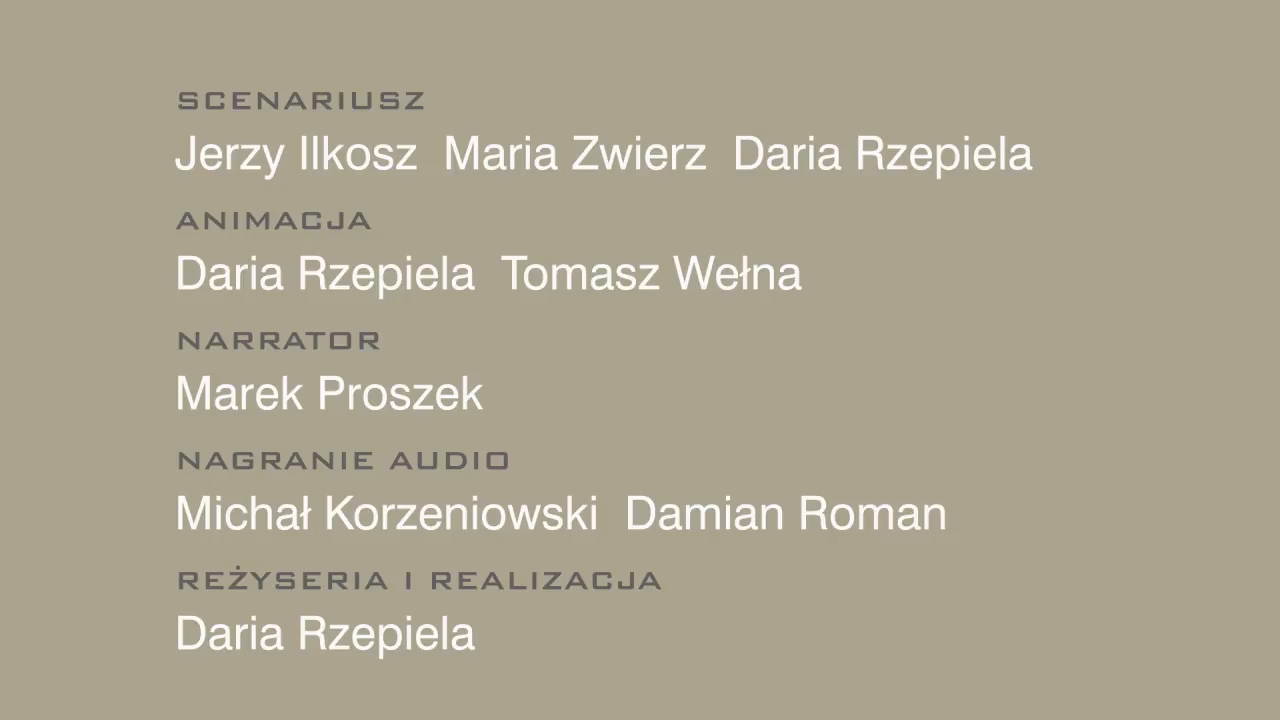 SCENARIUSZ
Jerzy Ilkosz Maria Zwierz Daria Rzepiela
ANIMACJA
Daria Rzepiela Tomasz Wełna
NARRATOR
Marek Proszek
NAGRANIE AUDIO
Michał Korzeniowski Damian Roman
REŻYSERIA I REALIZACJA
Daria Rzepiela